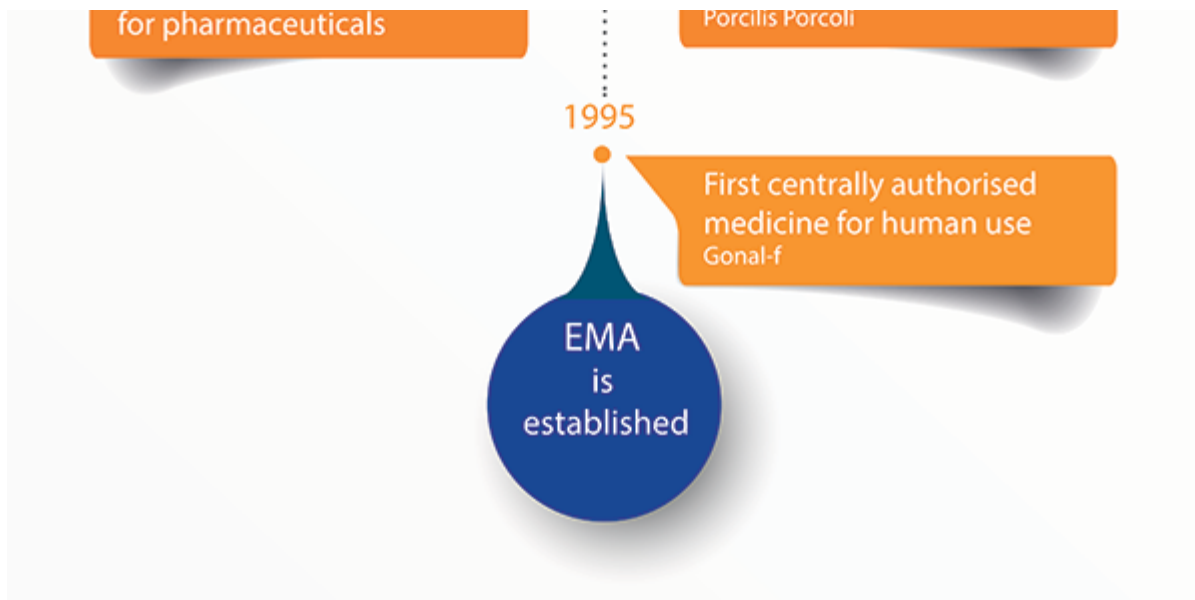 for pharmaceuticals
Porcilis Porcoli
1995
First centrally authorised
medicine for human use
Gonal-f
EMA
is
established